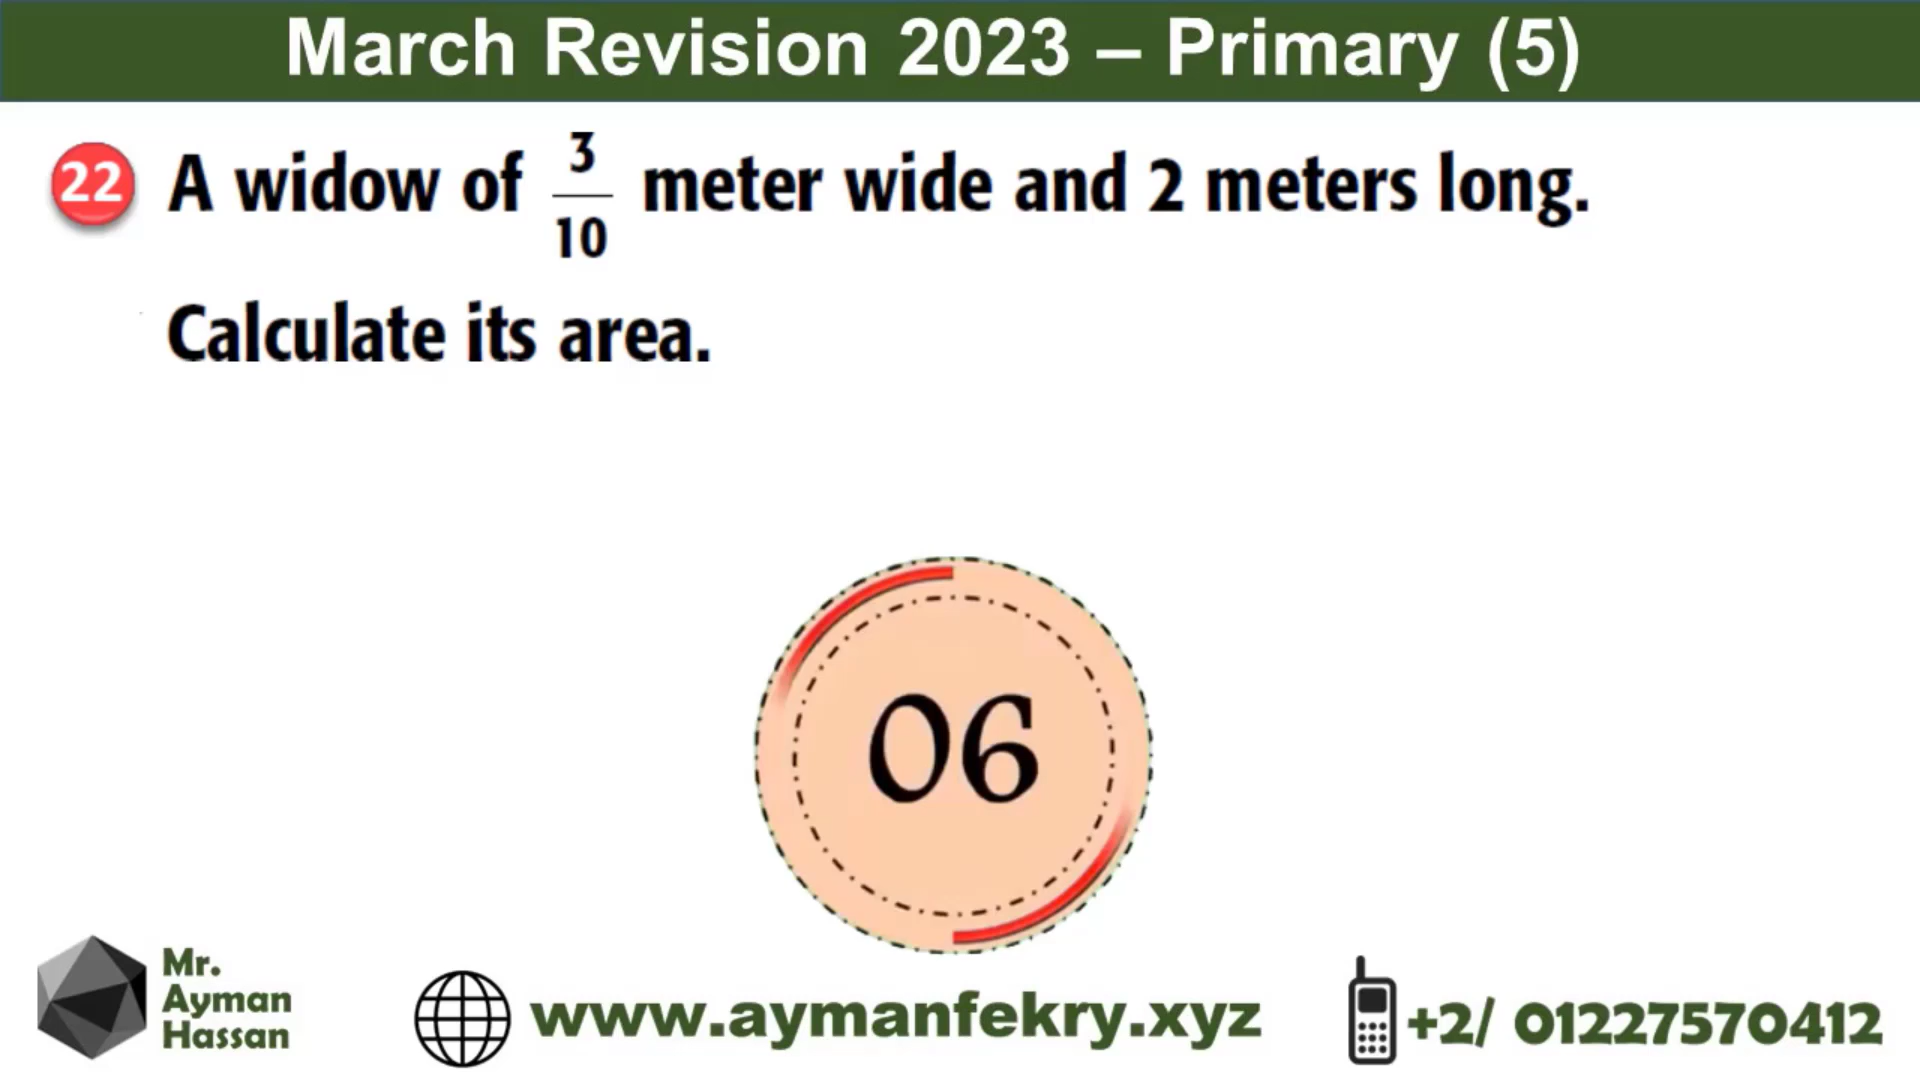 March Revision 2023 – Primary (5)
22 A widow of 3/10 meter wide and 2 meters long.
Calculate its area.
06
Mr.
Ayman
Hassan
www.aymanfekry.xyz
+2/ 01227570412